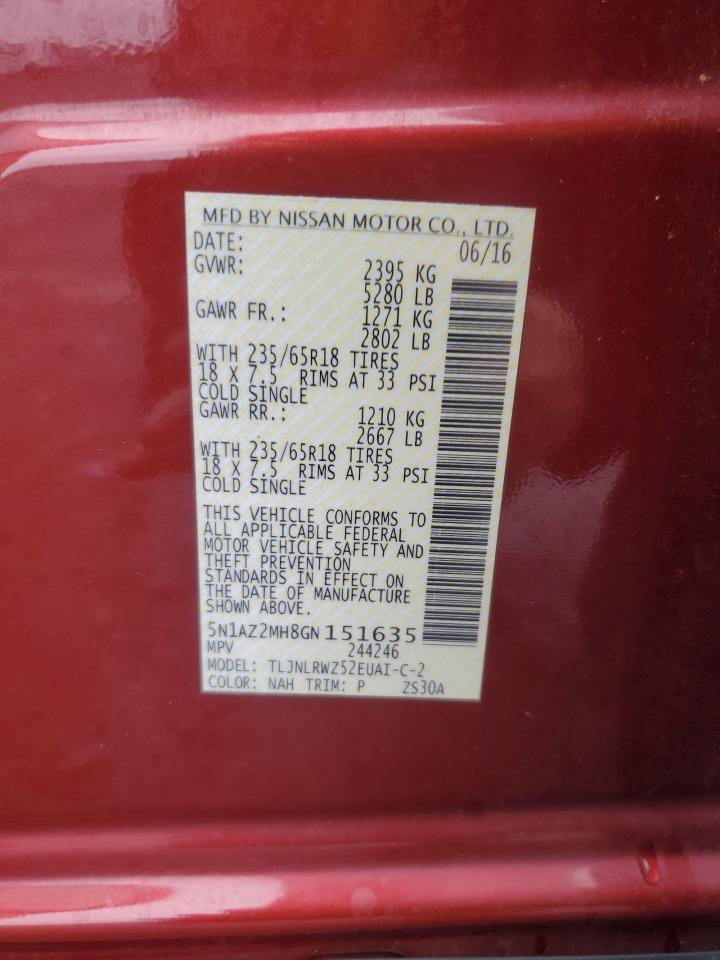 MFD BY NISSAN MOTOR CO., LTD.
DATE: 06/16
GVWR: 2395 KG
5280 LB
GAWR FR.: 1271 KG
2802 LB
WITH 235/65R18 TIRES
18 X 7.5 RIMS AT 33 PSI
COLD SINGLE
GAWR RR.: 1210 KG
2667 LB
WITH 235/65R18 TIRES
18 X 7.5 RIMS AT 33 PSI
COLD SINGLE
THIS VEHICLE CONFORMS TO
ALL APPLICABLE FEDERAL
MOTOR VEHICLE SAFETY AND
THEFT PREVENTION
STANDARDS IN EFFECT ON
THE DATE OF MANUFACTURE
SHOWN ABOVE.
5N1AZ2MH8GN151635
MPV 244246
MODEL: TLJNLRWZ52EUAI-C-2
COLOR: NAH TRIM: P ZS30A